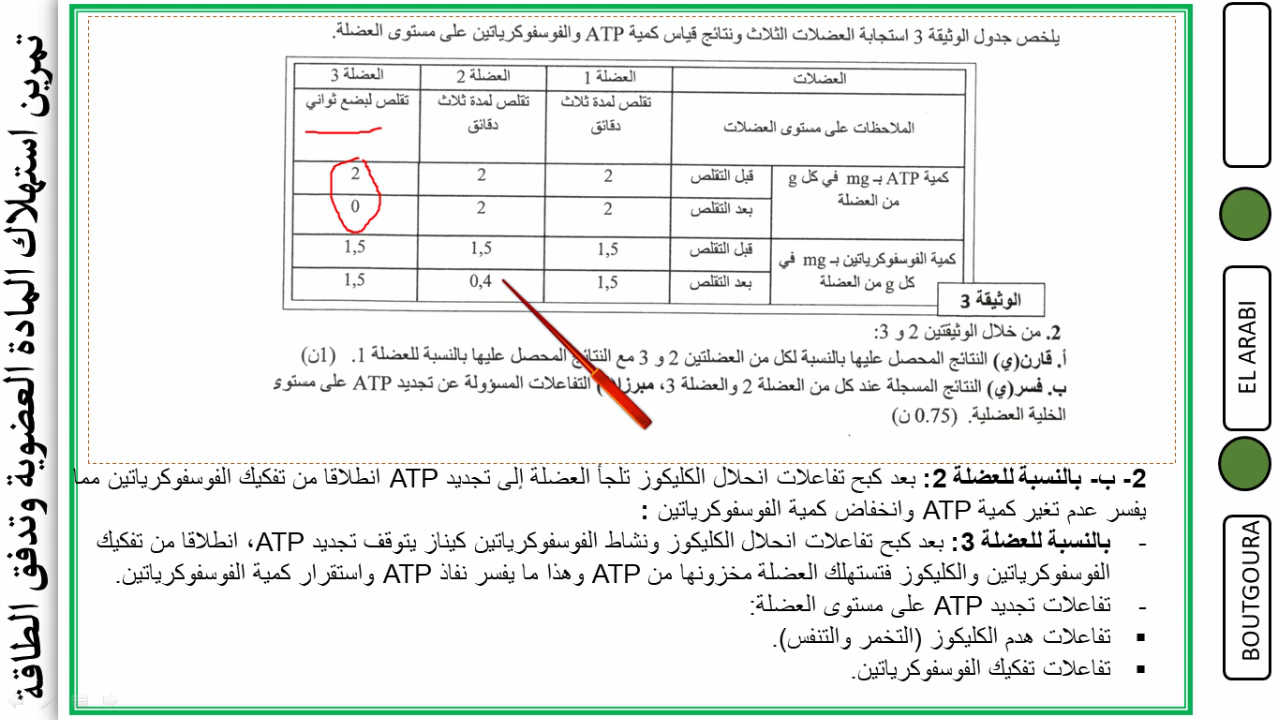 تمرين استهلاك المادة العضوية وتدفق الطاقة
يلخص جدول الوثيقة 3 استجابة العضلات الثلاث ونتائج قياس كمية ATP والفوسفوكرياتين على مستوى العضلة.
العضلات العضلة 1 العضلة 2 العضلة 3
الملاحظات على مستوى العضلات تقلص لمدة ثلاث دقائق تقلص لمدة ثلاث دقائق تقلص لبضع ثواني
كمية ATP بـ mg في كل g من العضلة
قبل التقلص 2 2 2
بعد التقلص 2 2 0
كمية الفوسفوكرياتين بـ mg في كل g من العضلة
قبل التقلص 1,5 1,5 1,5
بعد التقلص 1,5 0,4 1,5
الوثيقة 3
2. من خلال الوثيقتين 2 و 3:
أ. قارن(ي) النتائج المحصل عليها بالنسبة لكل من العضلتين 2 و 3 مع النتائج المحصل عليها بالنسبة للعضلة 1. (1ن)
ب. فسر(ي) النتائج المسجلة عند كل من العضلة 2 والعضلة 3، التفاعلات المسؤولة عن تجديد ATP على مستوى
الخلية العضلية. (0.75 ن)
2- ب- بالنسبة للعضلة 2: بعد كبح تفاعلات انحلال الكليكوز تلجأ العضلة إلى تجديد ATP انطلاقا من تفكيك الفوسفوكرياتين مما
يفسر عدم تغير كمية ATP وانخفاض كمية الفوسفوكرياتين :
- بالنسبة للعضلة 3: بعد كبح تفاعلات انحلال الكليكوز ونشاط الفوسفوكرياتين كيناز يتوقف تجديد ATP، انطلاقا من تفكيك
الفوسفوكرياتين والكليكوز فتستهلك العضلة مخزونها من ATP وهذا ما يفسر نفاذ ATP واستقرار كمية الفوسفوكرياتين.
- تفاعلات تجديد ATP على مستوى العضلة:
▪ تفاعلات هدم الكليكوز (التخمر والتنفس).
▪ تفاعلات تفكيك الفوسفوكرياتين.
EL ARABI
BOUTGOURA